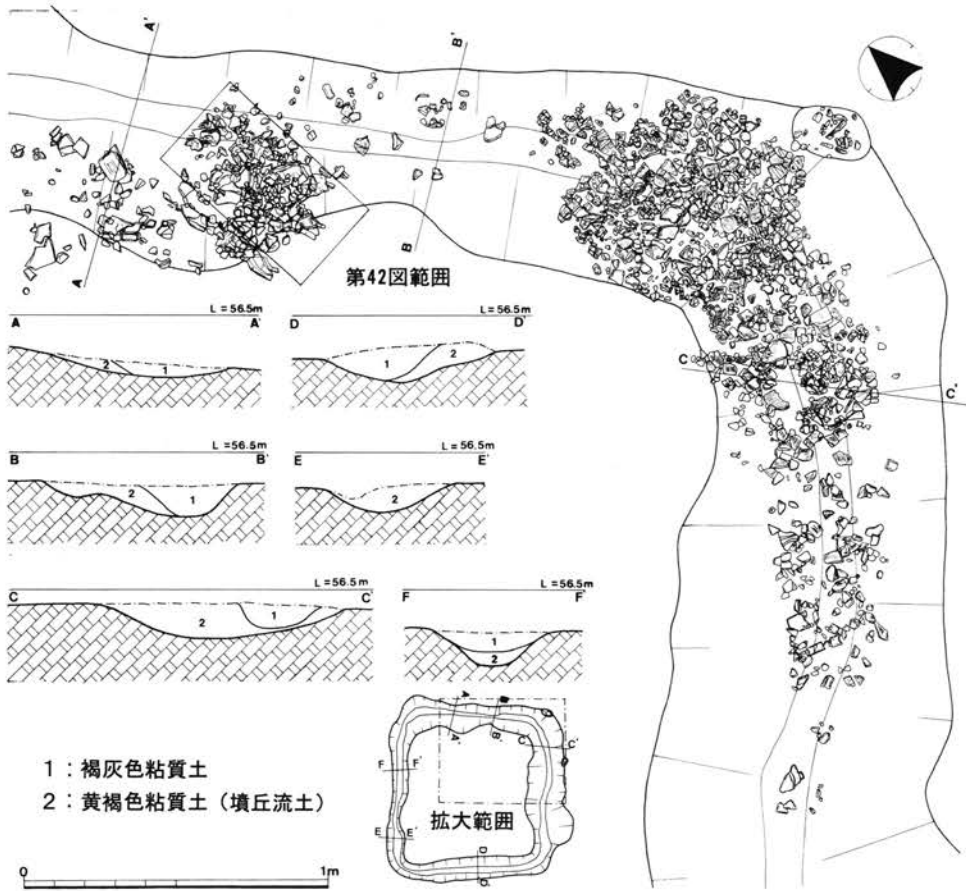 A'
B'
A
B
第42図範囲
C
C'
L=56.5m
A A'
2 1
L=56.5m
D D'
1 2
L=56.5m
B B'
2 1
L=56.5m
E E'
2
L=56.5m
C C'
2 1
L=56.5m
F F'
1
2
1：褐灰色粘質土
2：黄褐色粘質土（墳丘流土）
A B
A' B'
C C'
F F'
拡大範囲
E E'
D
D'
0 1m